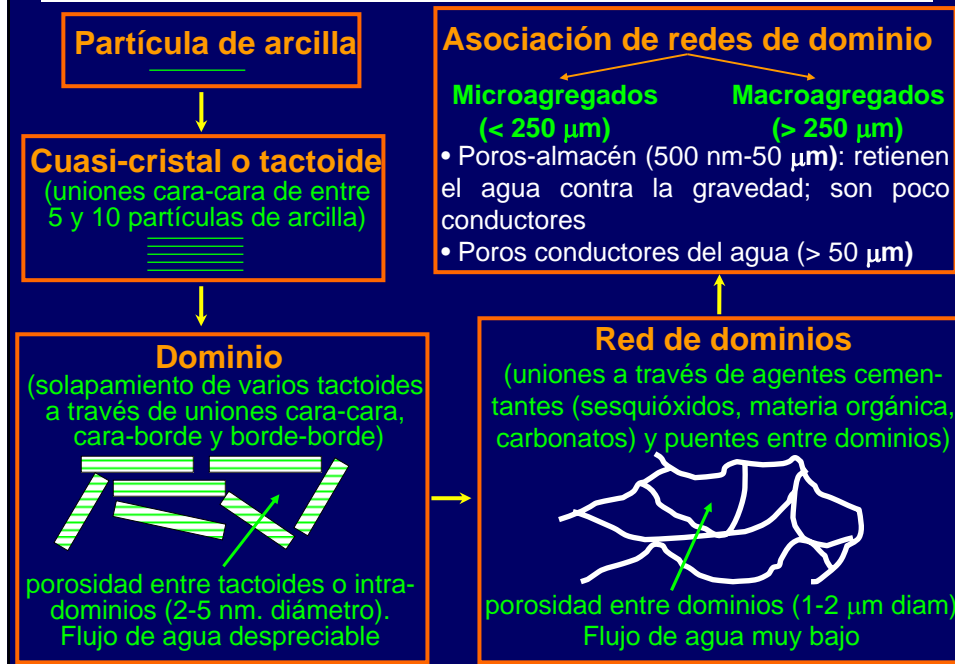 Partícula de arcilla
Cuasi-cristal o tactoide
(uniones cara-cara de entre
5 y 10 partículas de arcilla)
Dominio
(solapamiento de varios tactoides
a través de uniones cara-cara,
cara-borde y borde-borde)
porosidad entre tactoides o intra-
dominios (2-5 nm. diámetro).
Flujo de agua despreciable
Red de dominios
(uniones a través de agentes cemen-
tantes (sesquióxidos, materia orgánica,
carbonatos) y puentes entre dominios)
porosidad entre dominios (1-2 μm diam)
Flujo de agua muy bajo
Asociación de redes de dominio
Microagregados Macroagregados
(< 250 μm) (> 250 μm)
• Poros-almacén (500 nm-50 μm): retienen
el agua contra la gravedad; son poco
conductores
• Poros conductores del agua (> 50 μm)